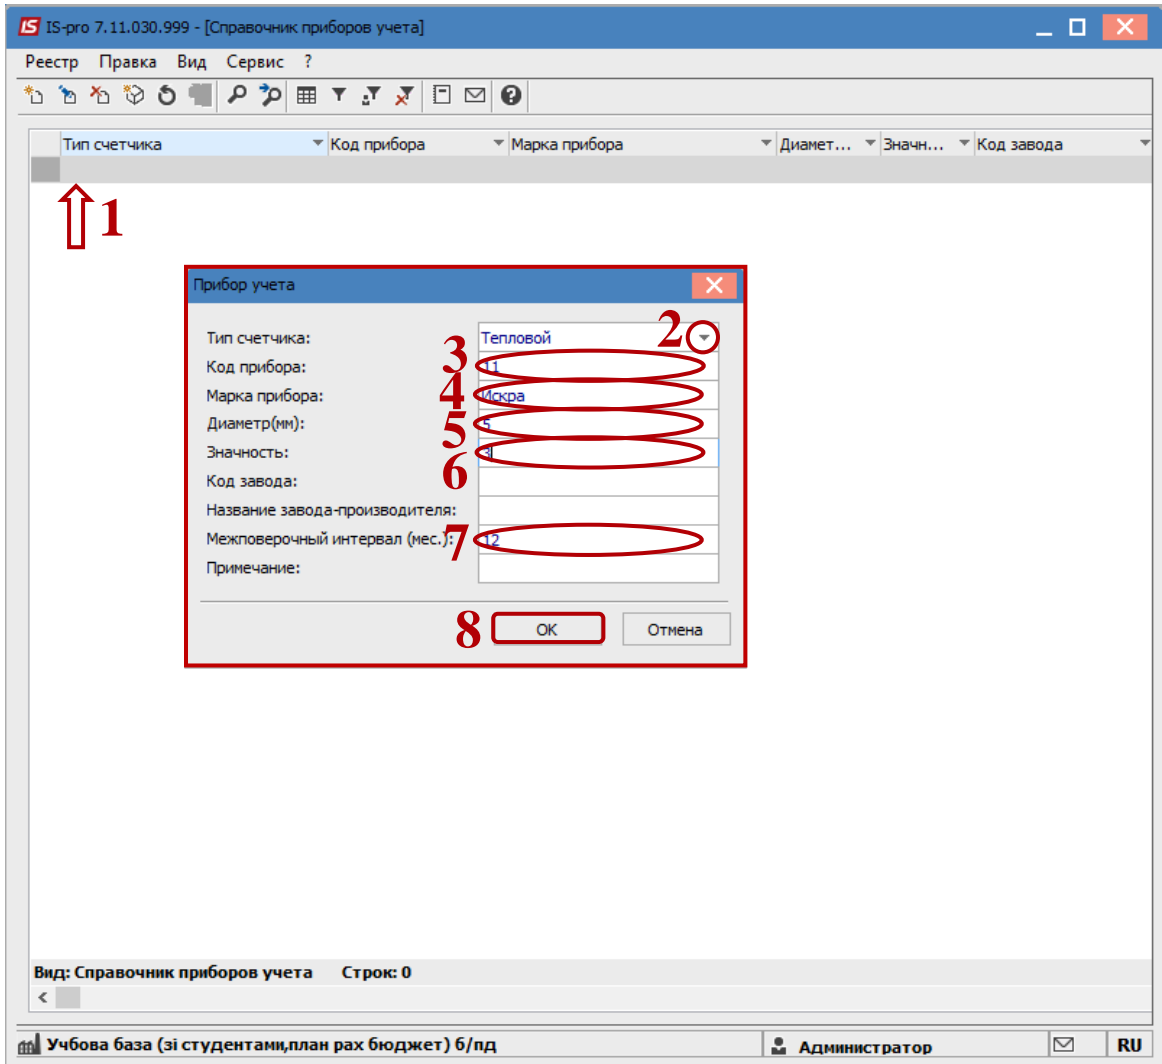 IS IS-pro 7.11.030.999 - [Справочник приборов учета]
Реестр Правка Вид Сервис ?
Тип счетчика Код прибора Марка прибора Диамет... Значн... Код завода
1
Прибор учета
Тип счетчика: Тепловой 2
Код прибора: 3 11
Марка прибора: 4 Искра
Диаметр(мм): 5 5
Значность: 6 3
Код завода:
Название завода-производителя:
Межповерочный интервал (мес.): 7 12
Примечание:
8 OK Отмена
Вид: Справочник приборов учета Строк: 0
Учбова база (зі студентами,план рах бюджет) б/пд Администратор RU